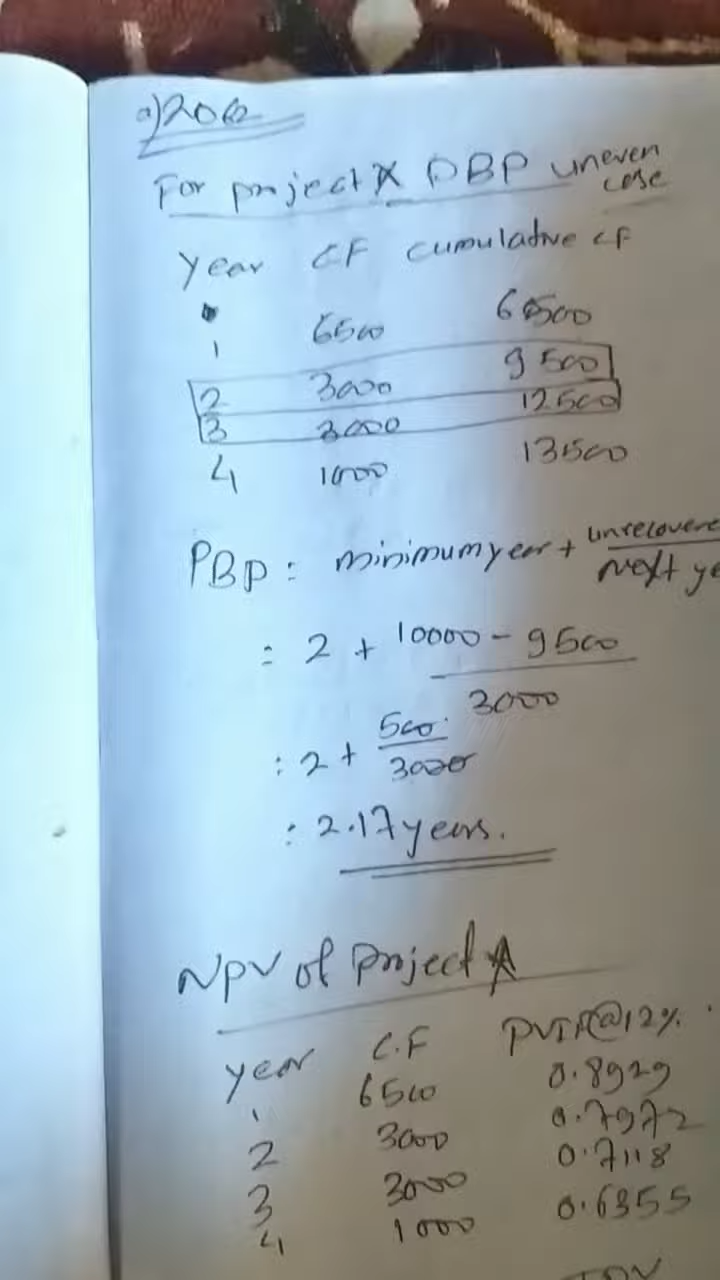 For project X PBP uneven
case
Year CF cumulative CF
1 6500 6500
2 3000 9500
3 3000 12500
4 1000 13500
PBP = minimum year + unrecovere
Next ye
= 2 + 10000 - 9500
3000
= 2 + 500
3000
= 2.17 years.
NPV of Project
year C.F PVIF@12%
1 6500 0.8929
2 3000 0.7972
3 3000 0.7118
4 1000 0.6355